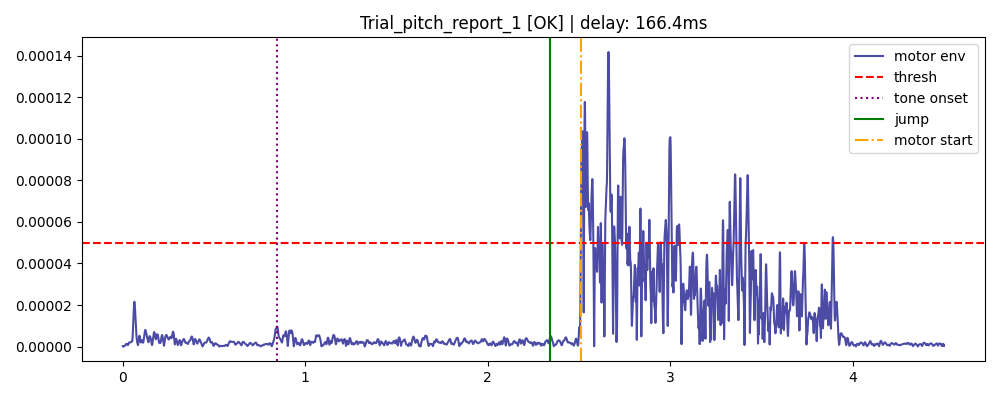 Trial_pitch_report_1 [OK] | delay: 166.4ms
0.00014
0.00012
0.00010
0.00008
0.00006
0.00004
0.00002
0.00000
motor env
thresh
tone onset
jump
motor start
0 1 2 3 4